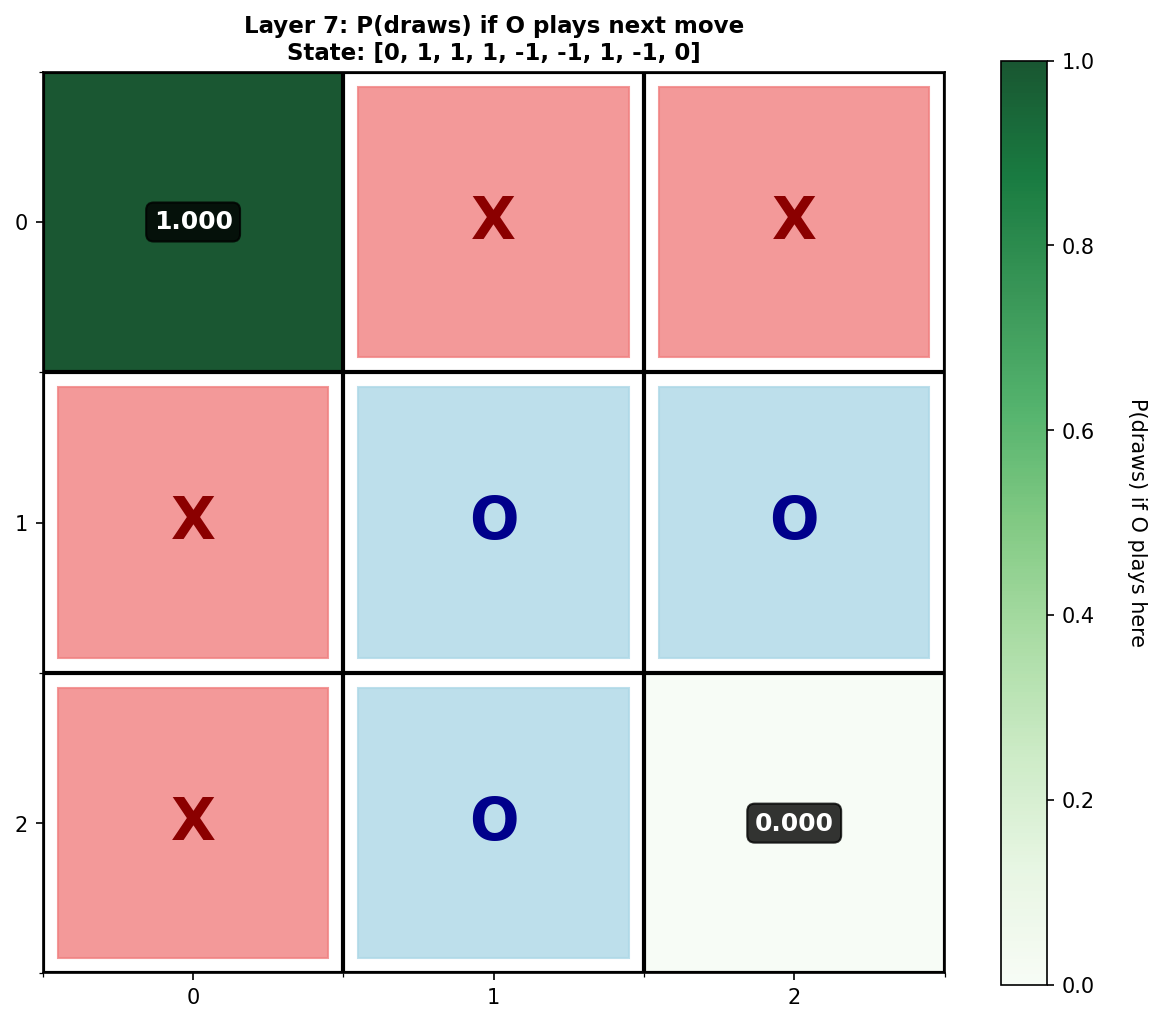 Layer 7: P(draws) if O plays next move
State: [0, 1, 1, 1, -1, -1, 1, -1, 0]
0
1.000
X
X
1
X
O
O
2
X
O
0.000
0
1
2
1.0
0.8
0.6
0.4
0.2
0.0
P(draws) if O plays here